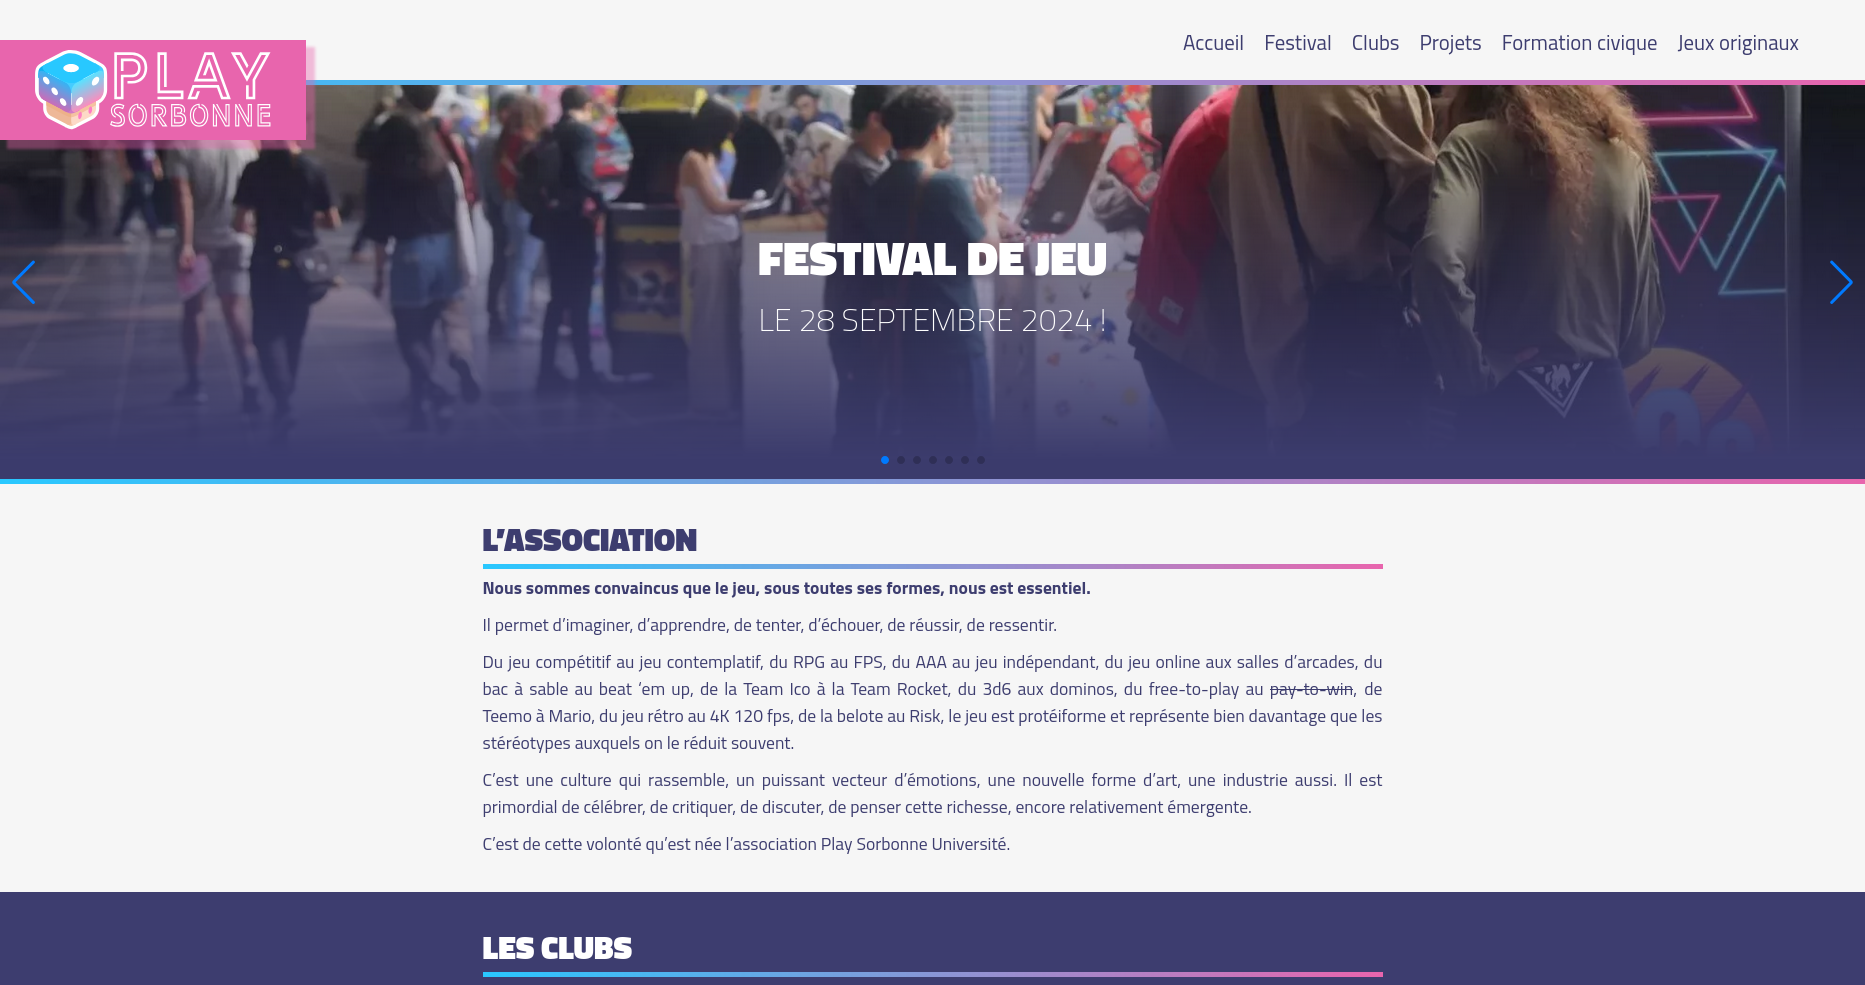 PLAY
SORBONNE
Accueil Festival Clubs Projets Formation civique Jeux originaux
FESTIVAL DE JEU
LE 28 SEPTEMBRE 2024 !
L’ASSOCIATION
Nous sommes convaincus que le jeu, sous toutes ses formes, nous est essentiel.
Il permet d’imaginer, d’apprendre, de tenter, d’échouer, de réussir, de ressentir.
Du jeu compétitif au jeu contemplatif, du RPG au FPS, du AAA au jeu indépendant, du jeu online aux salles d’arcades, du
bac à sable au beat ‘em up, de la Team Ico à la Team Rocket, du 3d6 aux dominos, du free-to-play au pay-to-win, de
Teemo à Mario, du jeu rétro au 4K 120 fps, de la belote au Risk, le jeu est protéiforme et représente bien davantage que les
stéréotypes auxquels on le réduit souvent.
C’est une culture qui rassemble, un puissant vecteur d’émotions, une nouvelle forme d’art, une industrie aussi. Il est
primordial de célébrer, de critiquer, de discuter, de penser cette richesse, encore relativement émergente.
C’est de cette volonté qu’est née l’association Play Sorbonne Université.
LES CLUBS